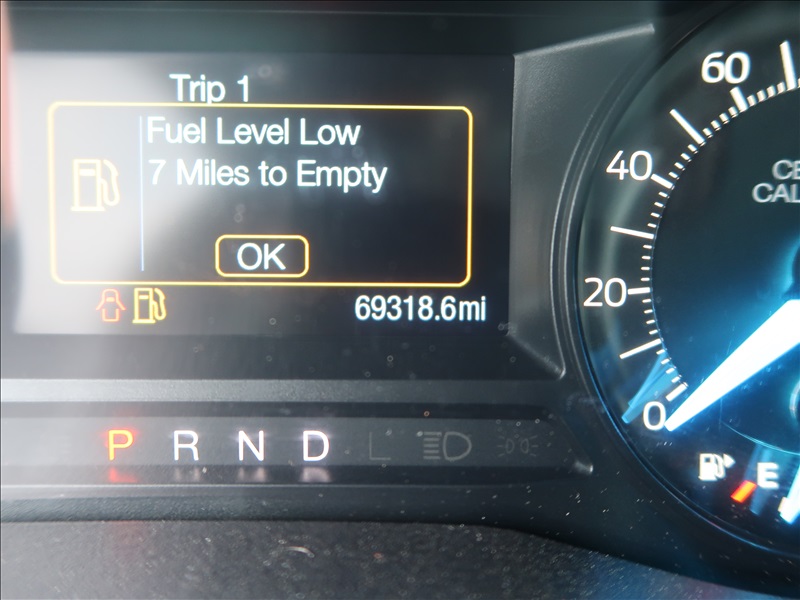 Trip 1
Fuel Level Low
7 Miles to Empty
OK
69318.6mi
P R N D L
60
40
20
0
E